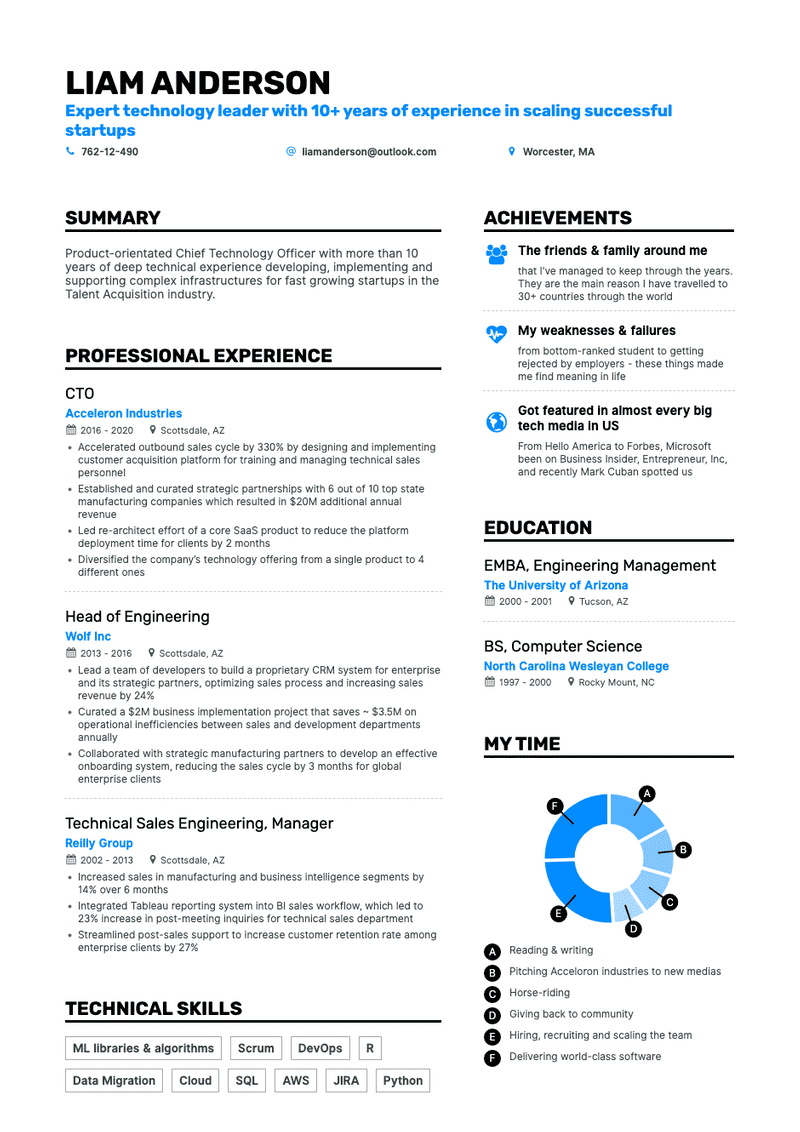 LIAM ANDERSON
Expert technology leader with 10+ years of experience in scaling successful
startups
762-12-490
@ liamanderson@outlook.com
Worcester, MA
SUMMARY
Product-orientated Chief Technology Officer with more than 10
years of deep technical experience developing, implementing and
supporting complex infrastructures for fast growing startups in the
Talent Acquisition industry.
PROFESSIONAL EXPERIENCE
CTO
Acceleron Industries
2016 - 2020 Scottsdale, AZ
• Accelerated outbound sales cycle by 330% by designing and implementing
customer acquisition platform for training and managing technical sales
personnel
• Established and curated strategic partnerships with 6 out of 10 top state
manufacturing companies which resulted in $20M additional annual
revenue
• Led re-architect effort of a core SaaS product to reduce the platform
deployment time for clients by 2 months
• Diversified the company's technology offering from a single product to 4
different ones
Head of Engineering
Wolf Inc
2013 - 2016 Scottsdale, AZ
• Lead a team of developers to build a proprietary CRM system for enterprise
and its strategic partners, optimizing sales process and increasing sales
revenue by 24%
• Curated a $2M business implementation project that saves ~ $3.5M on
operational inefficiencies between sales and development departments
annually
• Collaborated with strategic manufacturing partners to develop an effective
onboarding system, reducing the sales cycle by 3 months for global
enterprise clients
Technical Sales Engineering, Manager
Reilly Group
2002 - 2013 Scottsdale, AZ
• Increased sales in manufacturing and business intelligence segments by
14% over 6 months
• Integrated Tableau reporting system into BI sales workflow, which led to
23% increase in post-meeting inquiries for technical sales department
• Streamlined post-sales support to increase customer retention rate among
enterprise clients by 27%
TECHNICAL SKILLS
ML libraries & algorithms Scrum DevOps R
Data Migration Cloud SQL AWS JIRA Python
ACHIEVEMENTS
The friends & family around me
that I've managed to keep through the years.
They are the main reason I have travelled to
30+ countries through the world
My weaknesses & failures
from bottom-ranked student to getting
rejected by employers - these things made
me find meaning in life
Got featured in almost every big
tech media in US
From Hello America to Forbes, Microsoft
been on Business Insider, Entrepreneur, Inc,
and recently Mark Cuban spotted us
EDUCATION
EMBA, Engineering Management
The University of Arizona
2000 - 2001 Tucson, AZ
BS, Computer Science
North Carolina Wesleyan College
1997 - 2000 Rocky Mount, NC
MY TIME
A
F
B
C
E
D
A Reading & writing
B Pitching Acceloron industries to new medias
C Horse-riding
D Giving back to community
E Hiring, recruiting and scaling the team
F Delivering world-class software